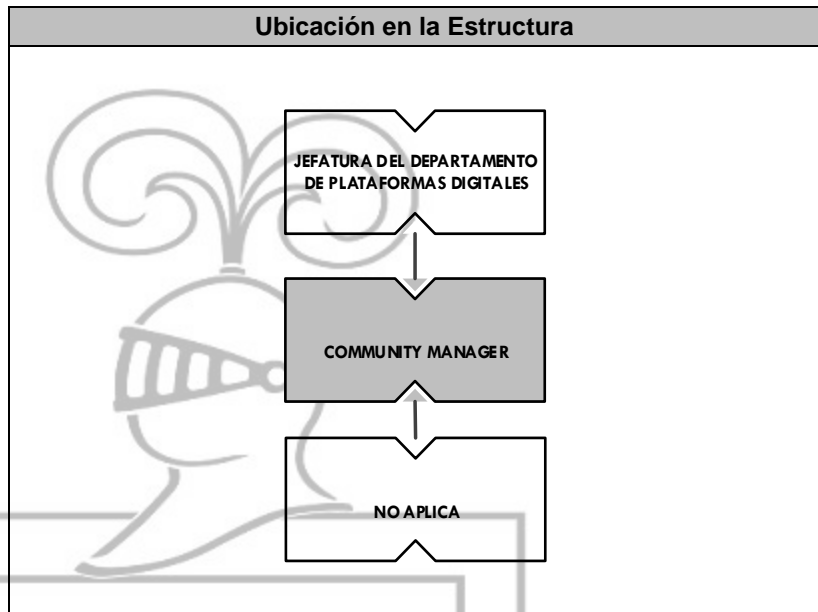 Ubicación en la Estructura
JEFATURA DEL DEPARTAMENTO
DE PLATAFORMAS DIGITALES
COMMUNITY MANAGER
NO APLICA